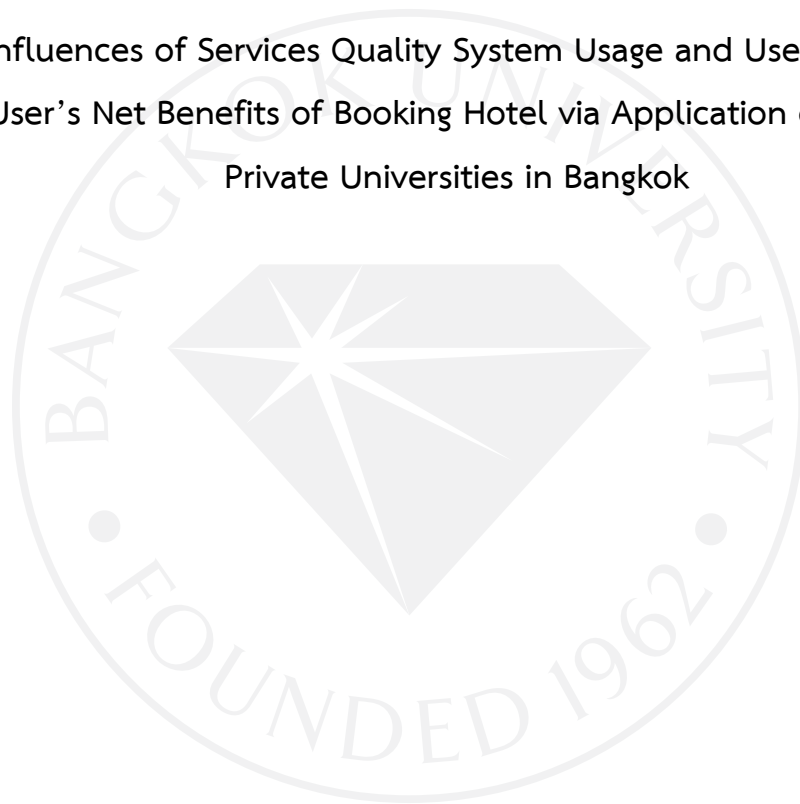 nfluences of Services Quality System Usage and Use
User's Net Benefits of Booking Hotel via Application
Private Universities in Bangkok
BANGKOK UNIVERSITY
• FOUNDED 1962 •